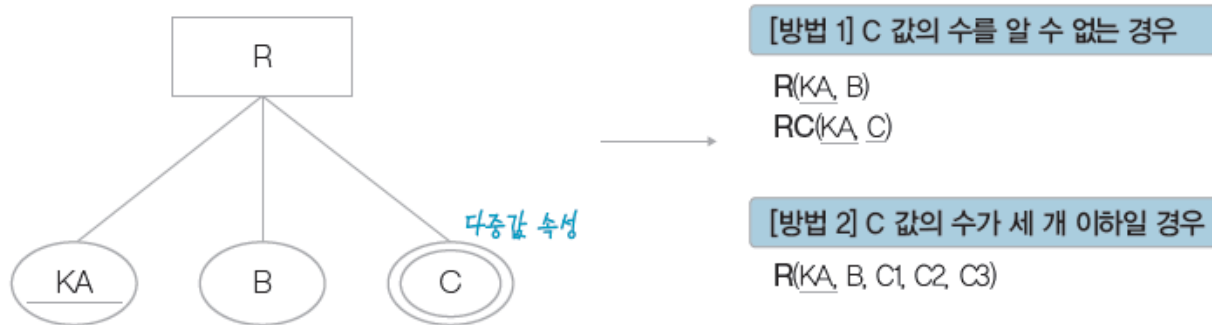 R
다중값 속성
KA
B
C
[방법 1] C 값의 수를 알 수 없는 경우
R(KA, B)
RC(KA, C)
[방법 2] C 값의 수가 세 개 이하일 경우
R(KA, B, C1, C2, C3)